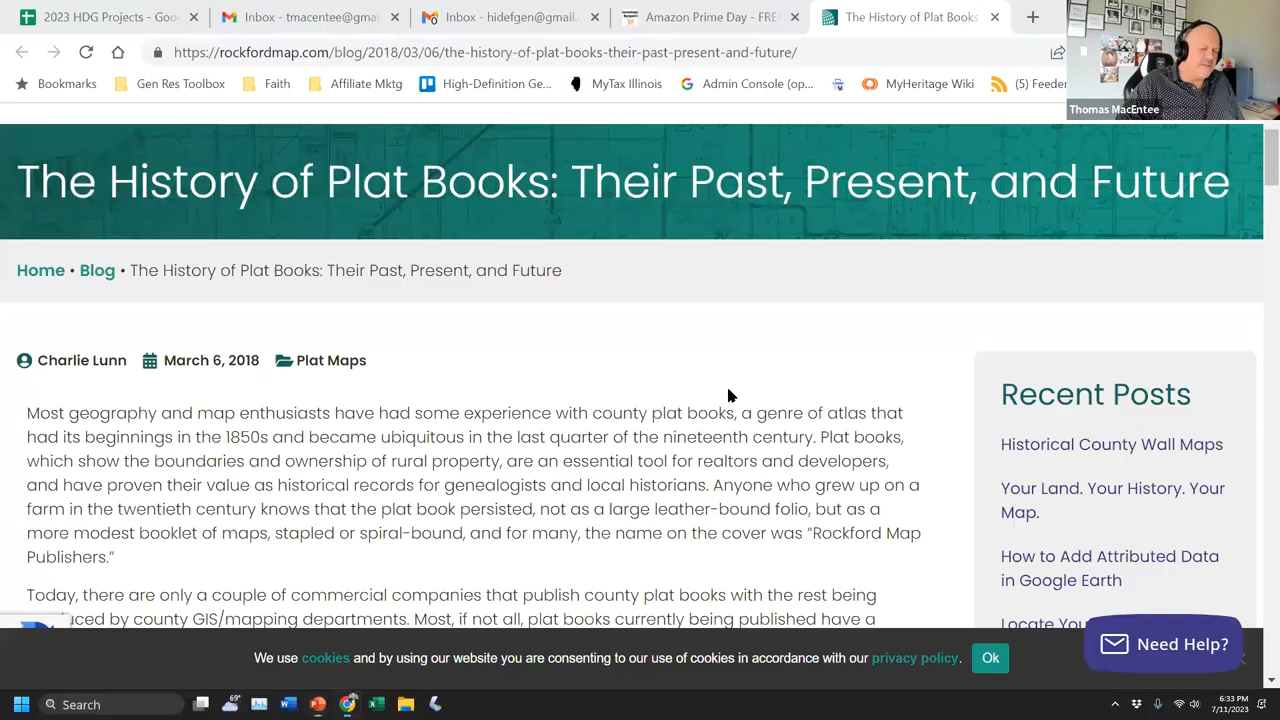 2023 HDG Projects - Goo
Inbox - tmacentee@gmai
Inbox - hidefgen@gmail.
Amazon Prime Day - FRE
The History of Plat Books
https://rockfordmap.com/blog/2018/03/06/the-history-of-plat-books-their-past-present-and-future/
Bookmarks
Gen Res Toolbox
Faith
Affiliate Mktg
High-Definition Ge...
MyTax Illinois
Admin Console (op...
MyHeritage Wiki
(5) Feeder
Thomas MacEntee
The History of Plat Books: Their Past, Present, and Future
Home • Blog • The History of Plat Books: Their Past, Present, and Future
Charlie Lunn
March 6, 2018
Plat Maps
Most geography and map enthusiasts have had some experience with county plat books, a genre of atlas that
had its beginnings in the 1850s and became ubiquitous in the last quarter of the nineteenth century. Plat books,
which show the boundaries and ownership of rural property, are an essential tool for realtors and developers,
and have proven their value as historical records for genealogists and local historians. Anyone who grew up on a
farm in the twentieth century knows that the plat book persisted, not as a large leather-bound folio, but as a
more modest booklet of maps, stapled or spiral-bound, and for many, the name on the cover was “Rockford Map
Publishers.”
Today, there are only a couple of commercial companies that publish county plat books with the rest being
uced by county GIS/mapping departments. Most, if not all, plat books currently being published have a
Recent Posts
Historical County Wall Maps
Your Land. Your History. Your
Map.
How to Add Attributed Data
in Google Earth
Locate You
Need Help?
We use cookies and by using our website you are consenting to our use of cookies in accordance with our privacy policy.
Ok
Search
69°
6:33 PM
7/11/2023